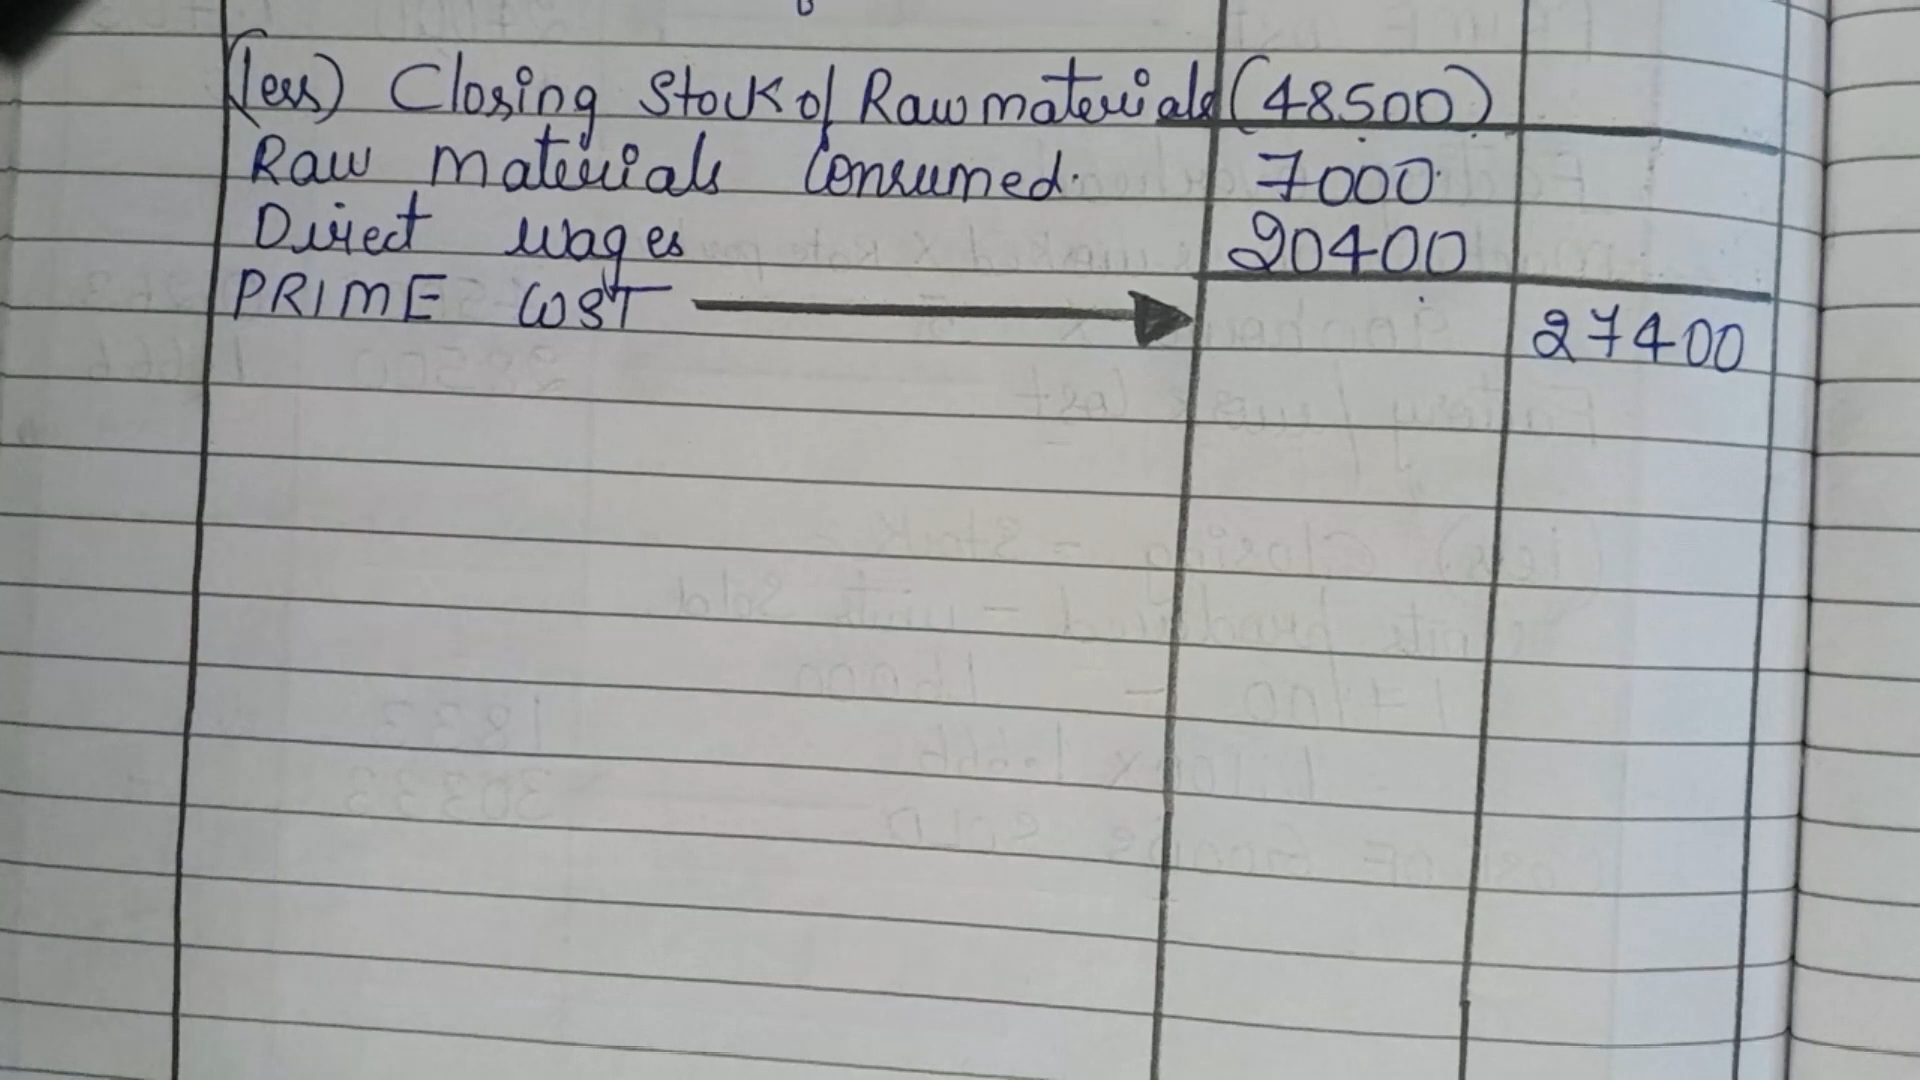 (less) Closing Stock of Raw materials (48500)
Raw materials Consumed. 7000
Direct wages 20400
PRIME COST 27400